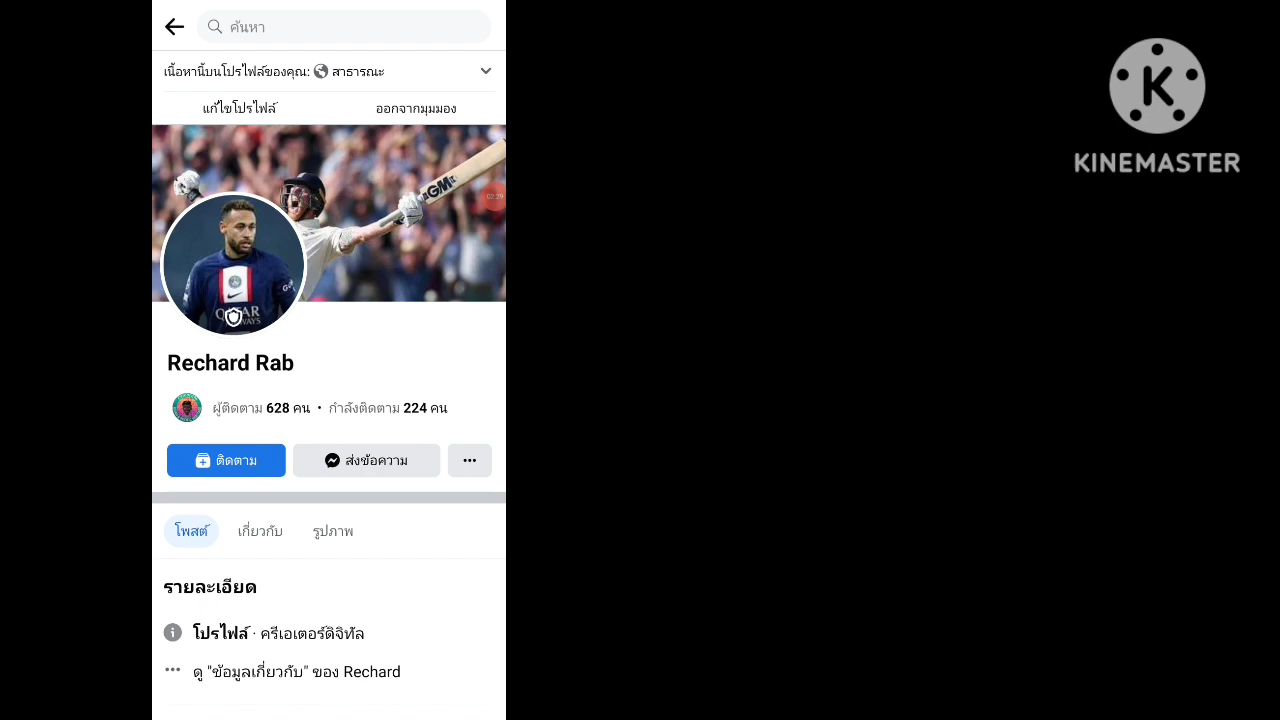 ค้นหา
เนื้อหานี้บนโปรไฟล์ของคุณ: สาธารณะ
แก้ไขโปรไฟล์ ออกจากมุมมอง
GM
02:29
QATAR
AIRWAYS
Rechard Rab
ผู้ติดตาม 628 คน • กำลังติดตาม 224 คน
ติดตาม ส่งข้อความ
โพสต์ เกี่ยวกับ รูปภาพ
รายละเอียด
โปรไฟล์ · ครีเอเตอร์ดิจิทัล
ดู "ข้อมูลเกี่ยวกับ" ของ Rechard
K
KINEMASTER